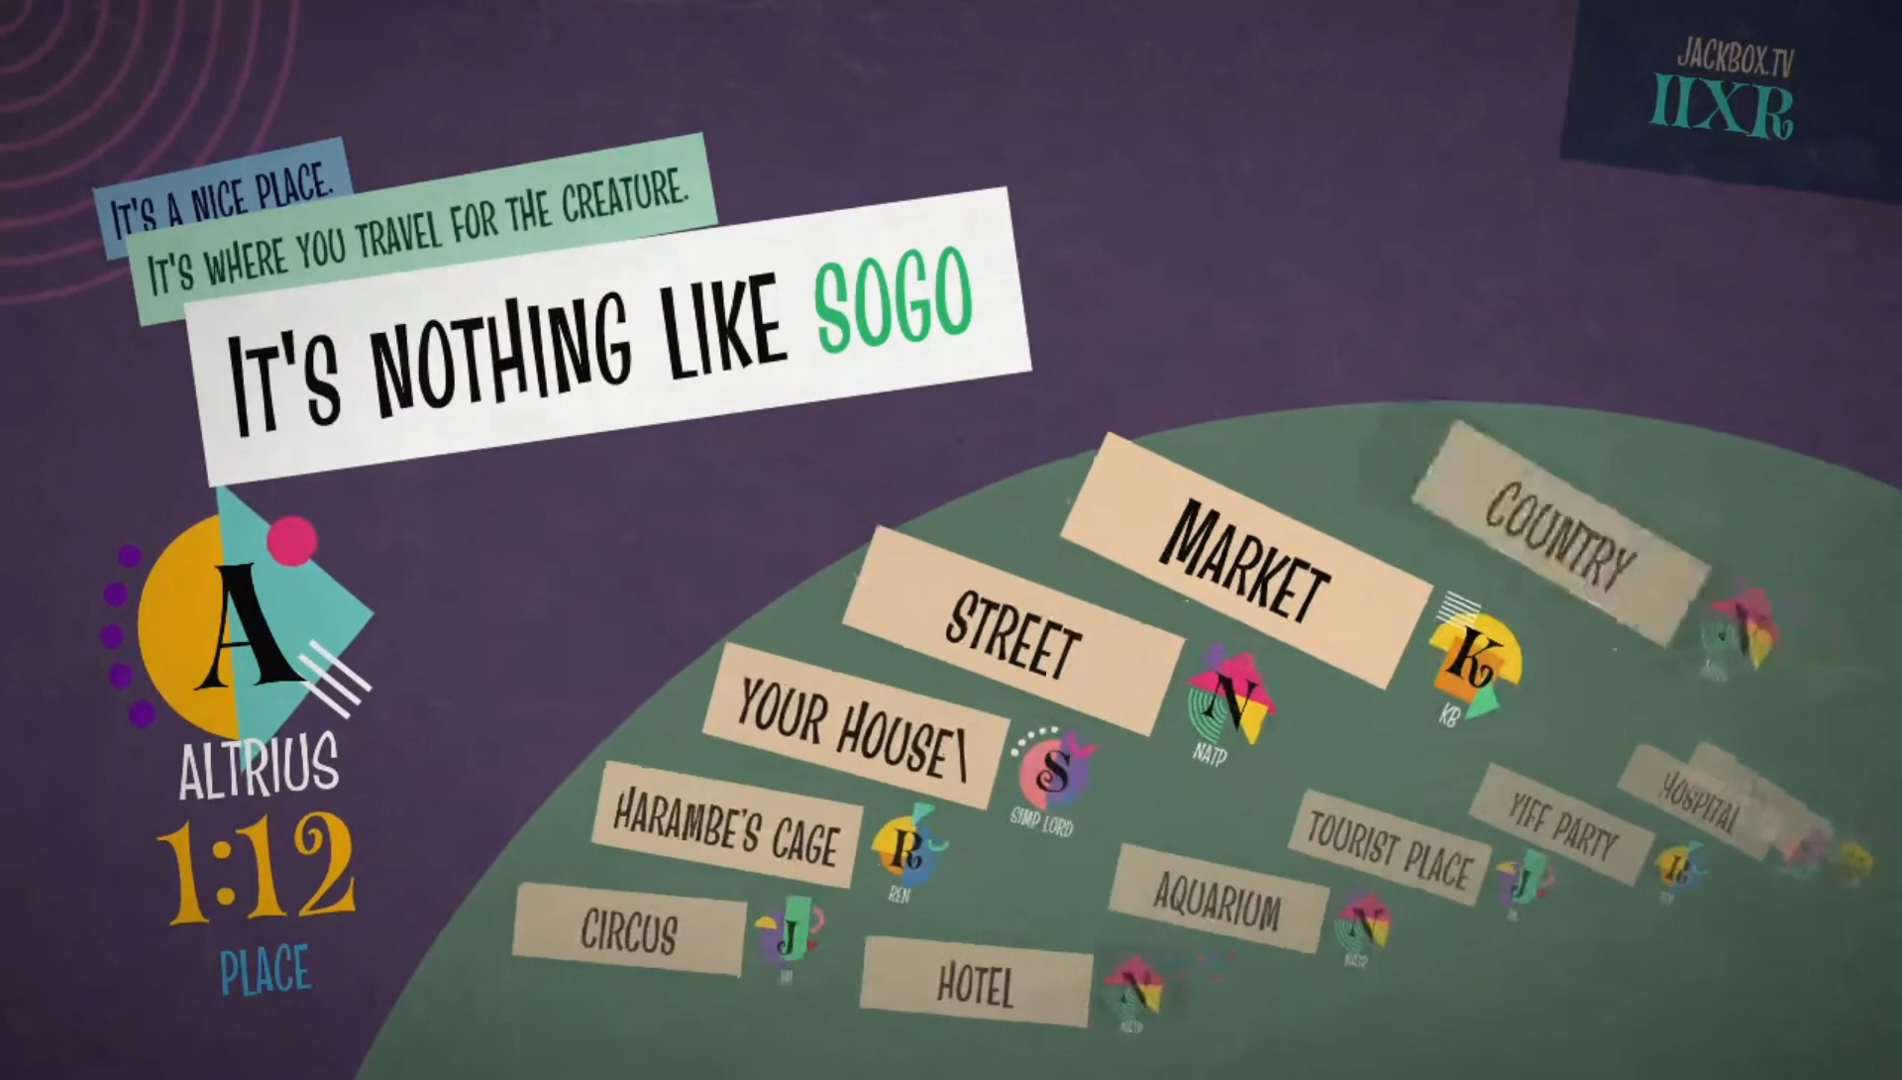 JACKBOX.TV
IIXR
IT'S A NICE PLACE.
IT'S WHERE YOU TRAVEL FOR THE CREATURE.
IT'S NOTHING LIKE SOGO
A
ALTRIUS
1:12
PLACE
COUNTRY
N
MARKET
K
KB
STREET
N
NATP
YOUR HOUSE\
S
SIMP LORD
HARAMBE'S CAGE
R
REN
CIRCUS
J
HOTEL
N
AQUARIUM
N
NATP
TOURIST PLACE
J
YIFF PARTY
R
HOSPITAL